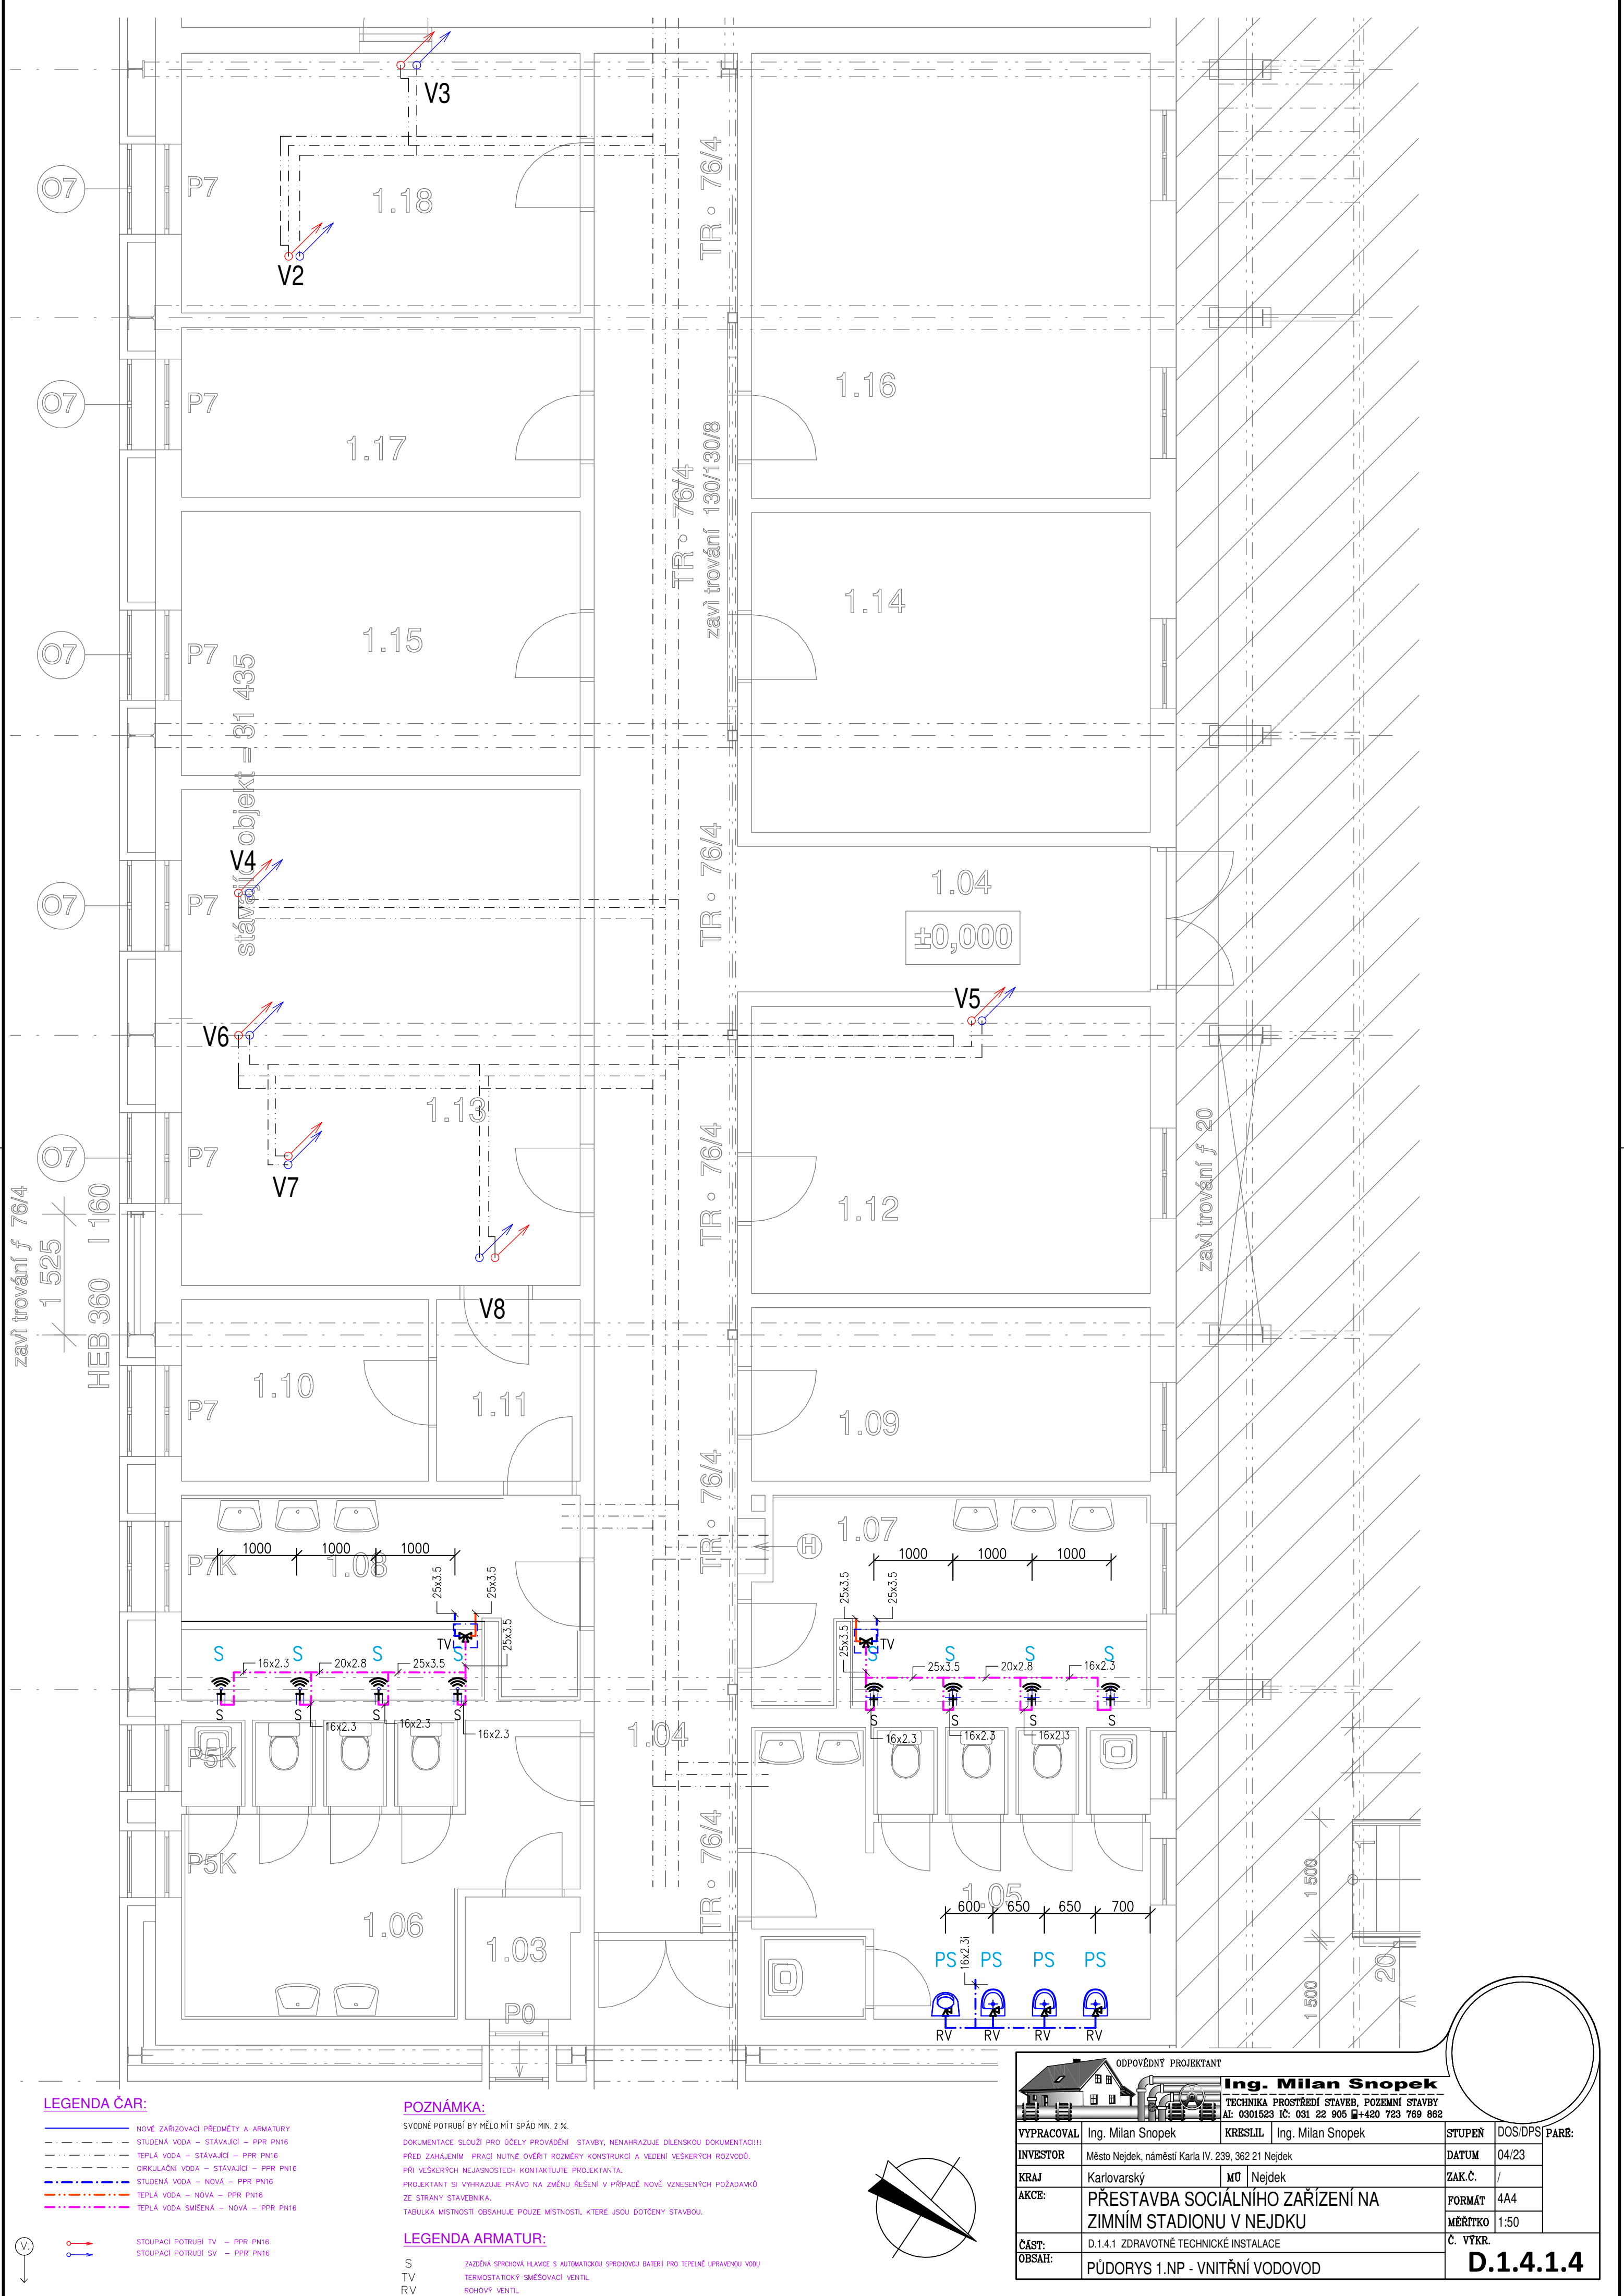 V3
TR · 76/4
O7
P7
1.18
V2
O7
P7
1.16
1.17
TR · 76/4
zavì trování 130/130/8
1.14
1.15
O7
P7
stávající objekt = 31 435
V4
O7
P7
TR · 76/4
1.04
±0,000
V5
V6
1.13
O7
P7
V7
TR · 76/4
1.12
zavì trování ƒ 20
zavì trování ƒ 76/4
1 525
HEB 360 I 160
V8
1.10
1.11
P7
1.09
TR · 76/4
1.07
H
1000 1000 1000
P7K
1.08
1000 1000 1000
25x3.5
25x3.5
25x3.5
25x3.5
25x3.5
25x3.5
TV
TV
S S S S
S S S S
16x2.3 20x2.8 25x3.5
25x3.5 20x2.8 16x2.3
S S S S
S S S S
16x2.3 16x2.3 16x2.3
16x2.3 16x2.3 16x2.3
1.04
P5K
P5K
TR · 76/4
1.06
1.03
1.05
600 650 650 700
PS PS PS PS
16x2.3i
RV RV RV RV
P0
1 500
1 500
20
LEGENDA ČAR:
NOVÉ ZAŘIZOVACÍ PŘEDMĚTY A ARMATURY
STUDENÁ VODA – STÁVAJÍCÍ – PPR PN16
TEPLÁ VODA – STÁVAJÍCÍ – PPR PN16
CIRKULAČNÍ VODA – STÁVAJÍCÍ – PPR PN16
STUDENÁ VODA – NOVÁ – PPR PN16
TEPLÁ VODA – NOVÁ – PPR PN16
TEPLÁ VODA SMÍŠENÁ – NOVÁ – PPR PN16
V.
STOUPACÍ POTRUBÍ TV – PPR PN16
STOUPACÍ POTRUBÍ SV – PPR PN16
POZNÁMKA:
SVODNÉ POTRUBÍ BY MĚLO MÍT SPÁD MIN. 2 %
DOKUMENTACE SLOUŽÍ PRO ÚČELY PROVÁDĚNÍ STAVBY, NENAHRAZUJE DÍLENSKOU DOKUMENTACI!!!
PŘED ZAHÁJENÍM PRACÍ NUTNÉ OVĚŘIT ROZMĚRY KONSTRUKCÍ A VEDENÍ VEŠKERÝCH ROZVODŮ.
PŘI VEŠKERÝCH NEJASNOSTECH KONTAKTUJTE PROJEKTANTA.
PROJEKTANT SI VYHRAZUJE PRÁVO NA ZMĚNU ŘEŠENÍ V PŘÍPADĚ NOVĚ VZNESENÝCH POŽADAVKŮ
ZE STRANY STAVEBNÍKA.
TABULKA MÍSTNOSTÍ OBSAHUJE POUZE MÍSTNOSTI, KTERÉ JSOU DOTČENY STAVBOU.
LEGENDA ARMATUR:
S ZAZDĚNÁ SPRCHOVÁ HLAVICE S AUTOMATICKOU SPRCHOVOU BATERIÍ PRO TEPELNĚ UPRAVENOU VODU
TV TERMOSTATICKÝ SMĚŠOVACÍ VENTIL
RV ROHOVÝ VENTIL
ODPOVĚDNÝ PROJEKTANT
Ing. Milan Snopek
TECHNIKA PROSTŘEDÍ STAVEB, POZEMNÍ STAVBY
AI: 0301523 IČ: 031 22 905 +420 723 769 862
VYPRACOVAL Ing. Milan Snopek KRESLIL Ing. Milan Snopek STUPEŇ DOS/DPS PARÉ:
INVESTOR Město Nejdek, náměstí Karla IV. 239, 362 21 Nejdek DATUM 04/23
KRAJ Karlovarský MÚ Nejdek ZAK.Č. /
AKCE: PŘESTAVBA SOCIÁLNÍHO ZAŘÍZENÍ NA FORMÁT 4A4
ZIMNÍM STADIONU V NEJDKU MĚŘÍTKO 1:50
ČÁST: D.1.4.1 ZDRAVOTNĚ TECHNICKÉ INSTALACE Č. VÝKR.
OBSAH: PŮDORYS 1.NP - VNITŘNÍ VODOVOD D.1.4.1.4